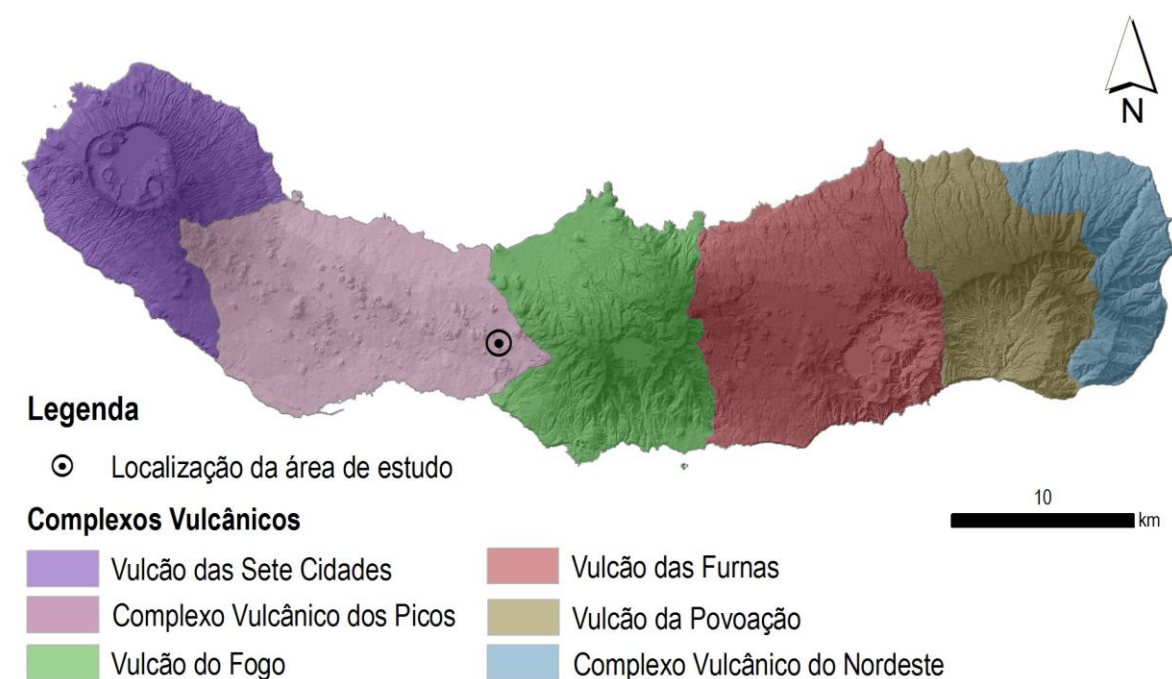 N
Legenda
Localização da área de estudo
Complexos Vulcânicos
10
km
Vulcão das Sete Cidades
Complexo Vulcânico dos Picos
Vulcão do Fogo
Vulcão das Furnas
Vulcão da Povoação
Complexo Vulcânico do Nordeste